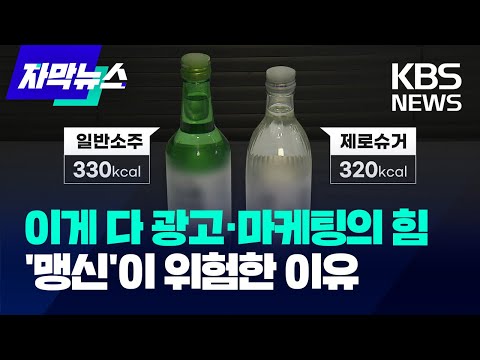 자막뉴스
KBS
NEWS
일반소주
330kcal
제로슈거
320kcal
이게 다 광고·마케팅의 힘
'맹신'이 위험한 이유